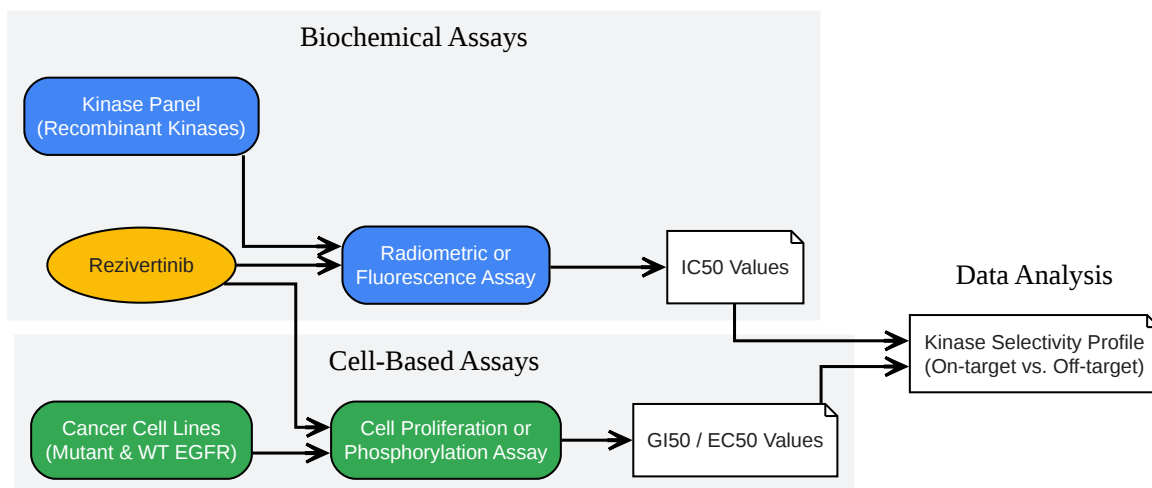 Biochemical Assays
Kinase Panel
(Recombinant Kinases)
Rezivertinib
Radiometric or
Fluorescence Assay
IC50 Values
Data Analysis
Kinase Selectivity Profile
(On-target vs. Off-target)
Cell-Based Assays
Cancer Cell Lines
(Mutant & WT EGFR)
Cell Proliferation or
Phosphorylation Assay
GI50 / EC50 Values